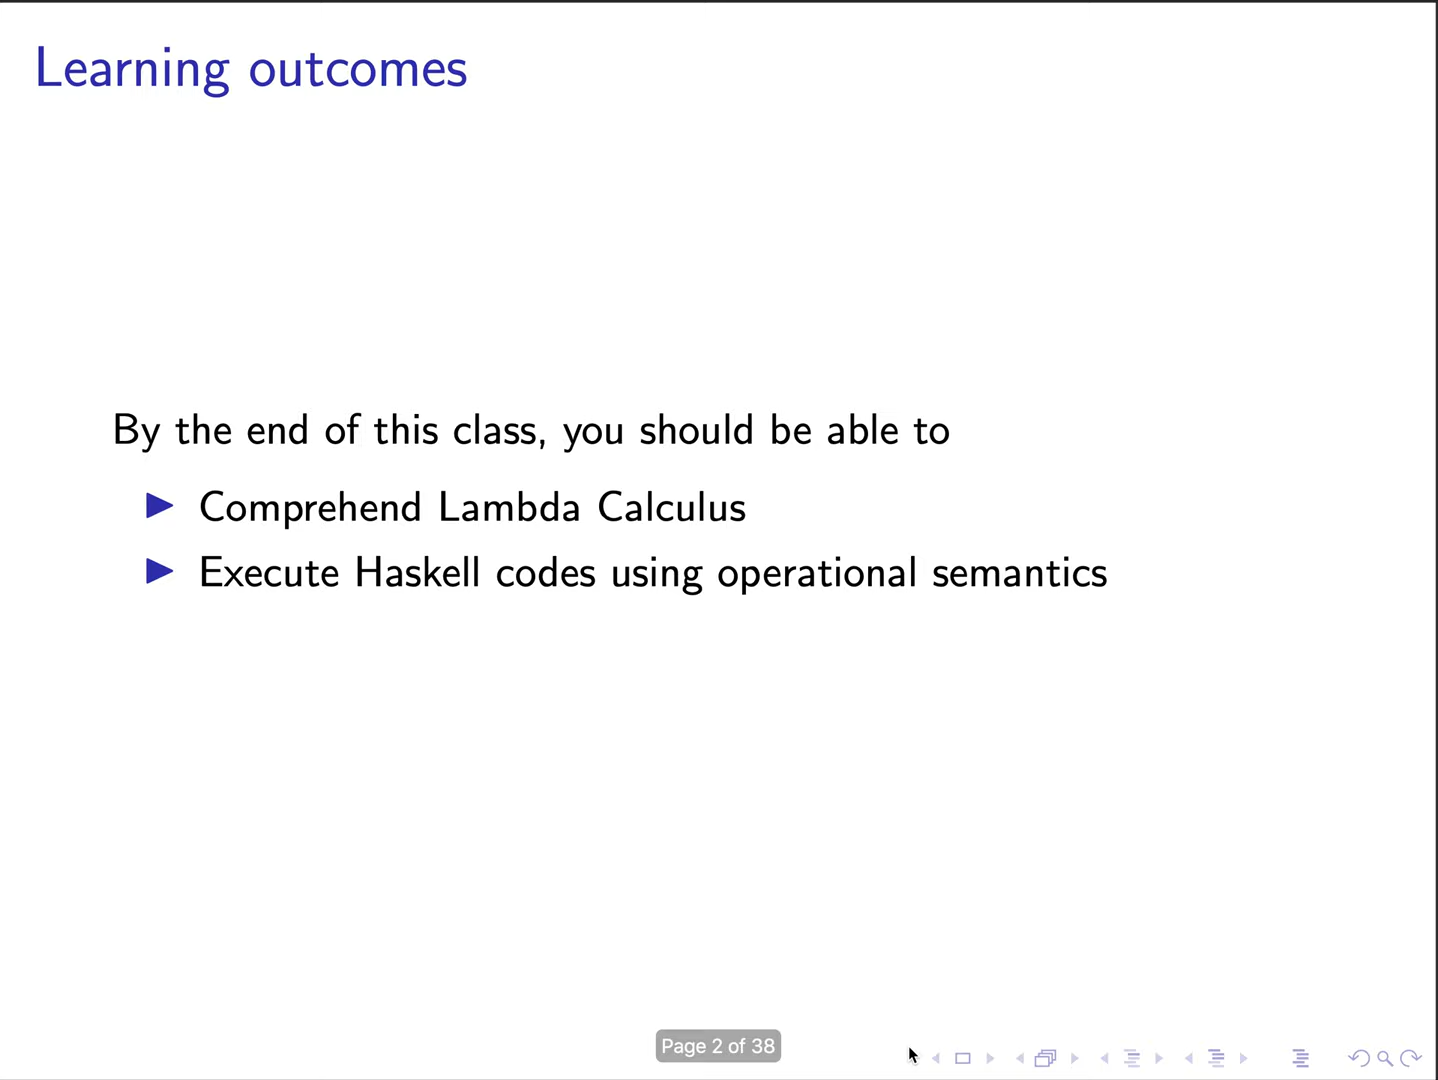 Learning outcomes
By the end of this class, you should be able to
Comprehend Lambda Calculus
Execute Haskell codes using operational semantics
Page 2 of 38